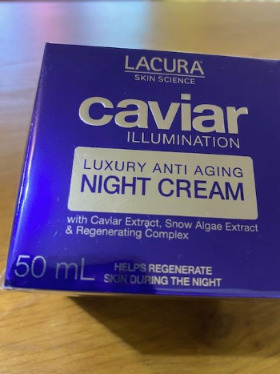 LACURA®
SKIN SCIENCE
caviar
ILLUMINATION
LUXURY ANTI AGING
NIGHT CREAM
with Caviar Extract, Snow Algae Extract
& Regenerating Complex
50 mL
HELPS REGENERATE
SKIN DURING THE NIGHT